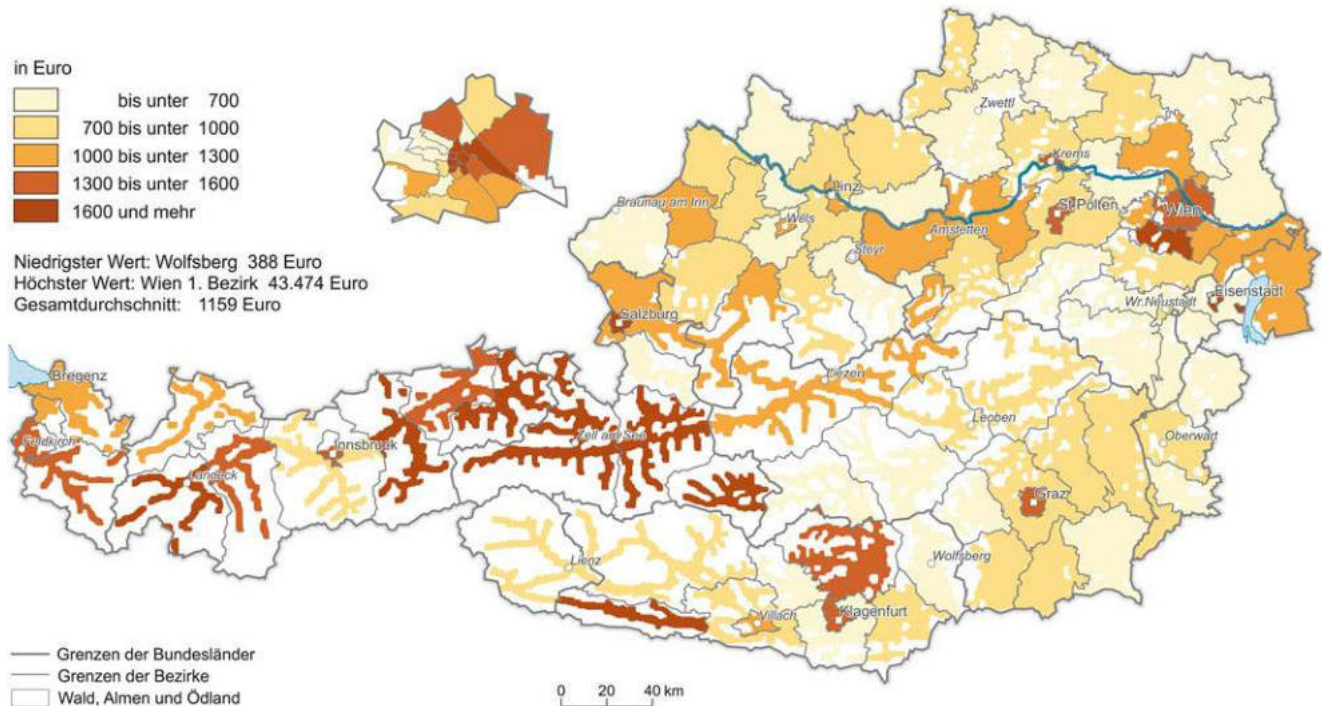 in Euro
bis unter 700
700 bis unter 1000
1000 bis unter 1300
1300 bis unter 1600
1600 und mehr
Niedrigster Wert: Wolfsberg 388 Euro
Höchster Wert: Wien 1. Bezirk 43.474 Euro
Gesamtdurchschnitt: 1159 Euro
Zwettl
Krems
Linz
Braunau am Inn
Wels
St.Pölten
Wien
Amstetten
Steyr
Eisenstadt
Wr.Neustadt
Salzburg
Bregenz
Liezen
Leoben
Feldkirch
Innsbruck
Zell am See
Oberwart
Landeck
Graz
Lienz
Wolfsberg
Villach
Klagenfurt
Grenzen der Bundesländer
Grenzen der Bezirke
Wald, Almen und Ödland
0 20 40 km